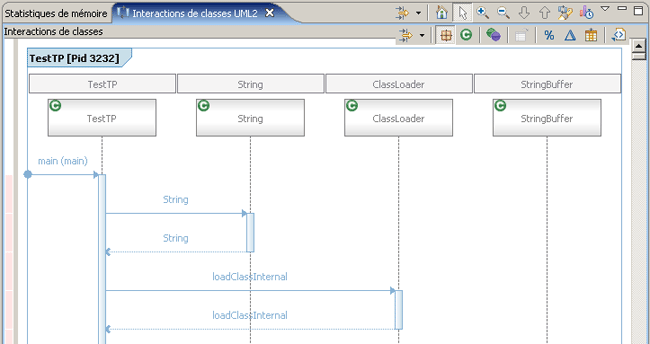 Statistiques de mémoire
Interactions de classes UML2
Interactions de classes
TestTP [Pid 3232]
TestTP String ClassLoader StringBuffer
TestTP String ClassLoader StringBuffer
main (main)
String
String
loadClassInternal
loadClassInternal